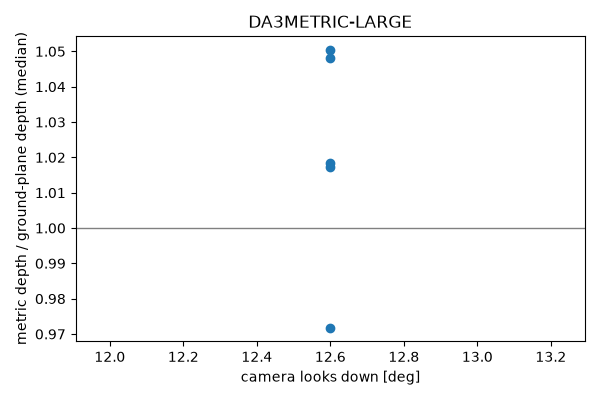 DA3METRIC-LARGE
metric depth / ground-plane depth (median)
1.05
1.04
1.03
1.02
1.01
1.00
0.99
0.98
0.97
12.0 12.2 12.4 12.6 12.8 13.0 13.2
camera looks down [deg]